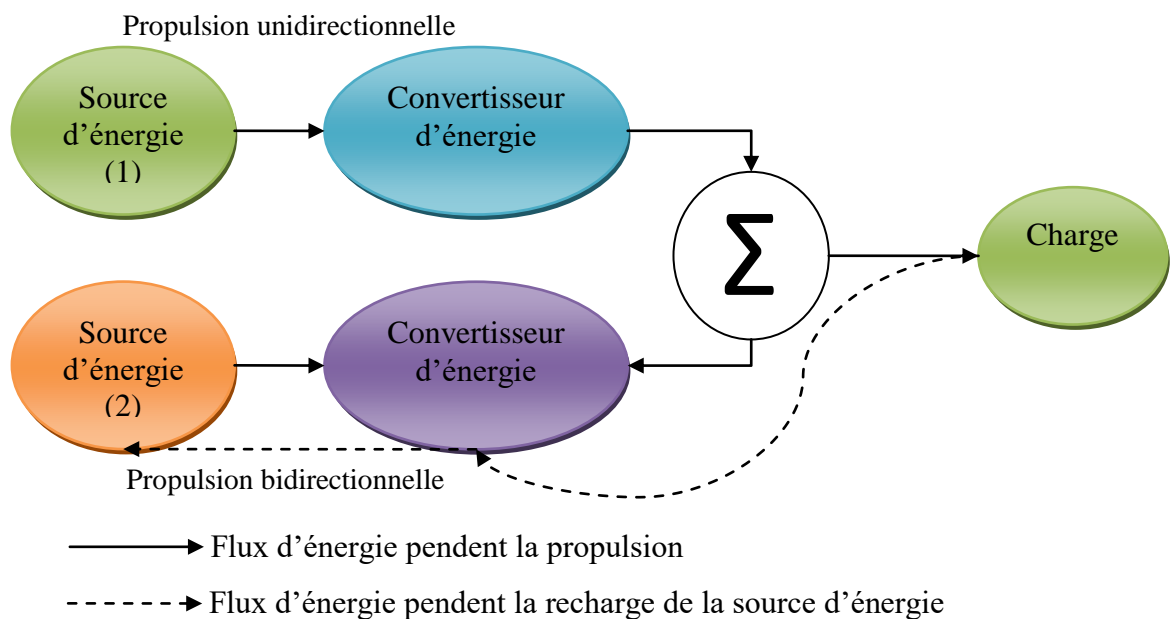 Propulsion unidirectionnelle
Source
d’énergie
(1)
Convertisseur
d’énergie
Σ
Charge
Source
d’énergie
(2)
Convertisseur
d’énergie
Propulsion bidirectionnelle
Flux d’énergie pendent la propulsion
Flux d’énergie pendent la recharge de la source d’énergie